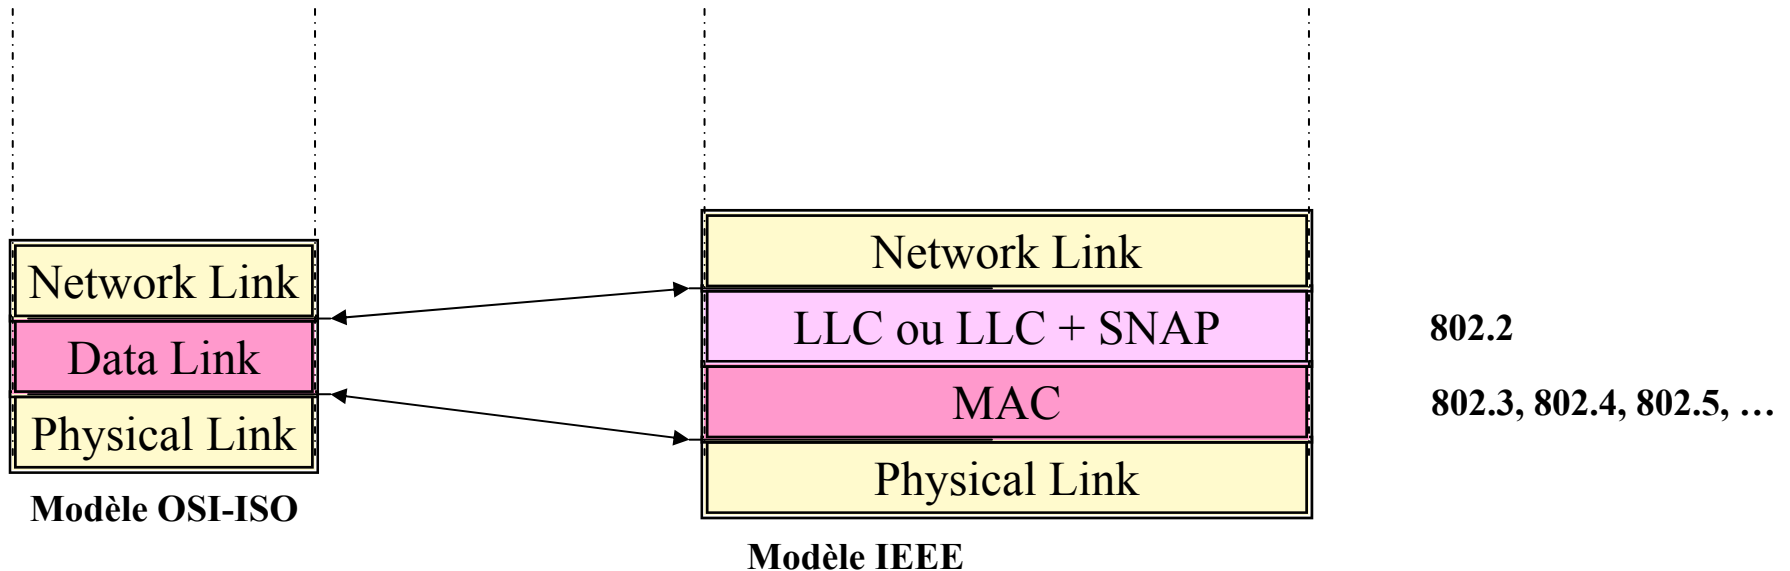 Network Link
Data Link
Physical Link
Modèle OSI-ISO
Network Link
LLC ou LLC + SNAP
MAC
Physical Link
Modèle IEEE
802.2
802.3, 802.4, 802.5, …